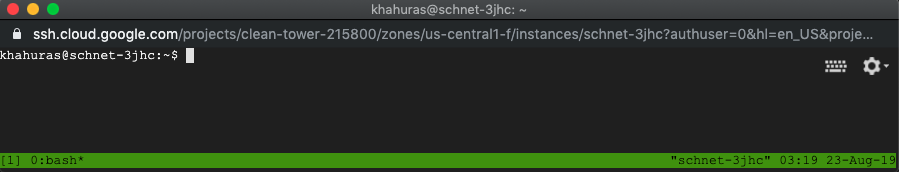 khahuras@schnet-3jhc: ~
ssh.cloud.google.com/projects/clean-tower-215800/zones/us-central1-f/instances/schnet-3jhc?authuser=0&hl=en_US&proje...
khahuras@schnet-3jhc:~$
[1] 0:bash* "schnet-3jhc" 03:19 23-Aug-19